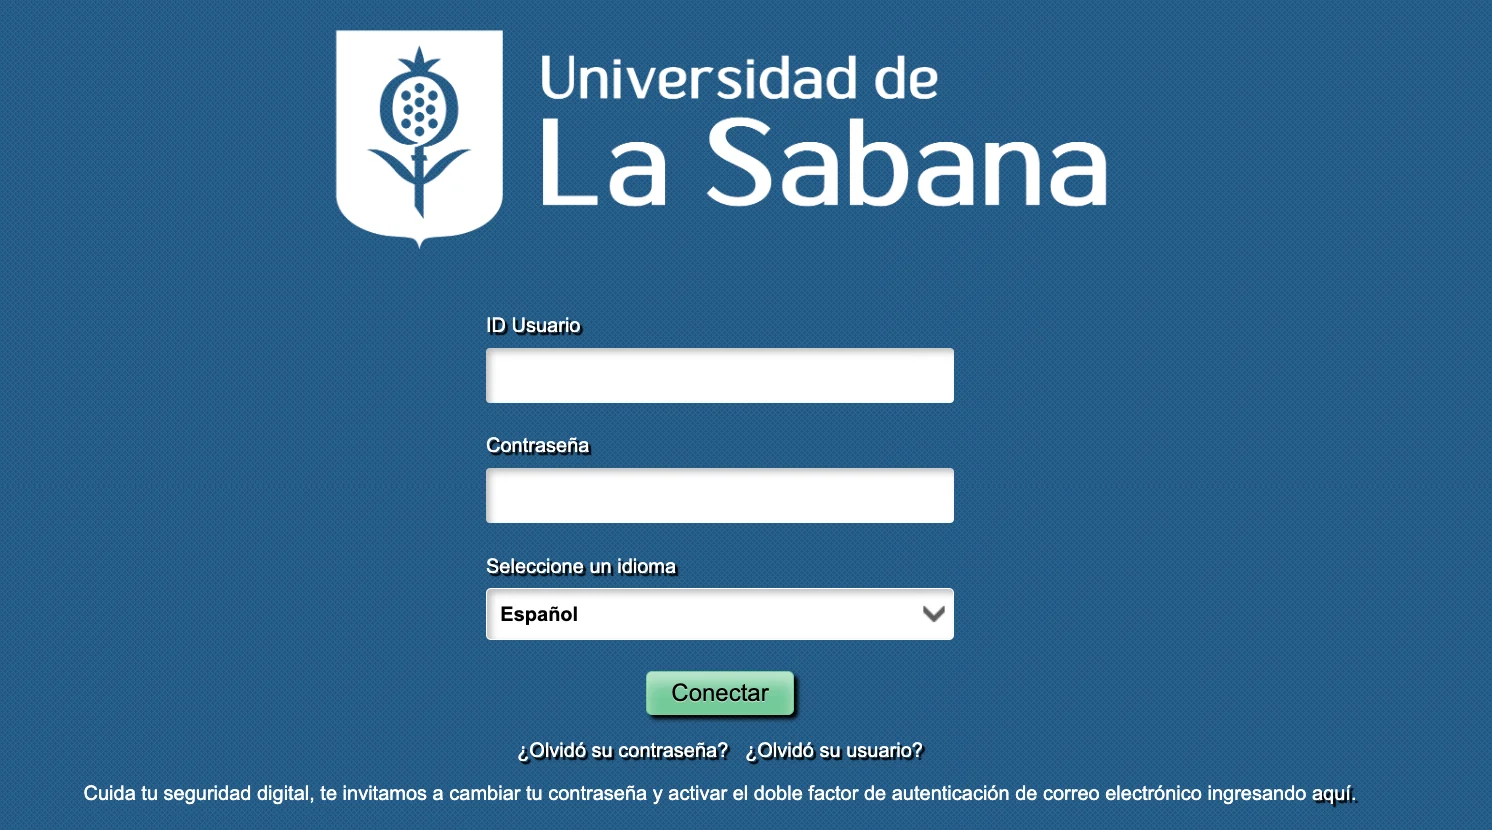 Universidad de
La Sabana
ID Usuario
Contraseña
Seleccione un idioma
Español
Conectar
¿Olvidó su contraseña? ¿Olvidó su usuario?
Cuida tu seguridad digital, te invitamos a cambiar tu contraseña y activar el doble factor de autenticación de correo electrónico ingresando aquí.